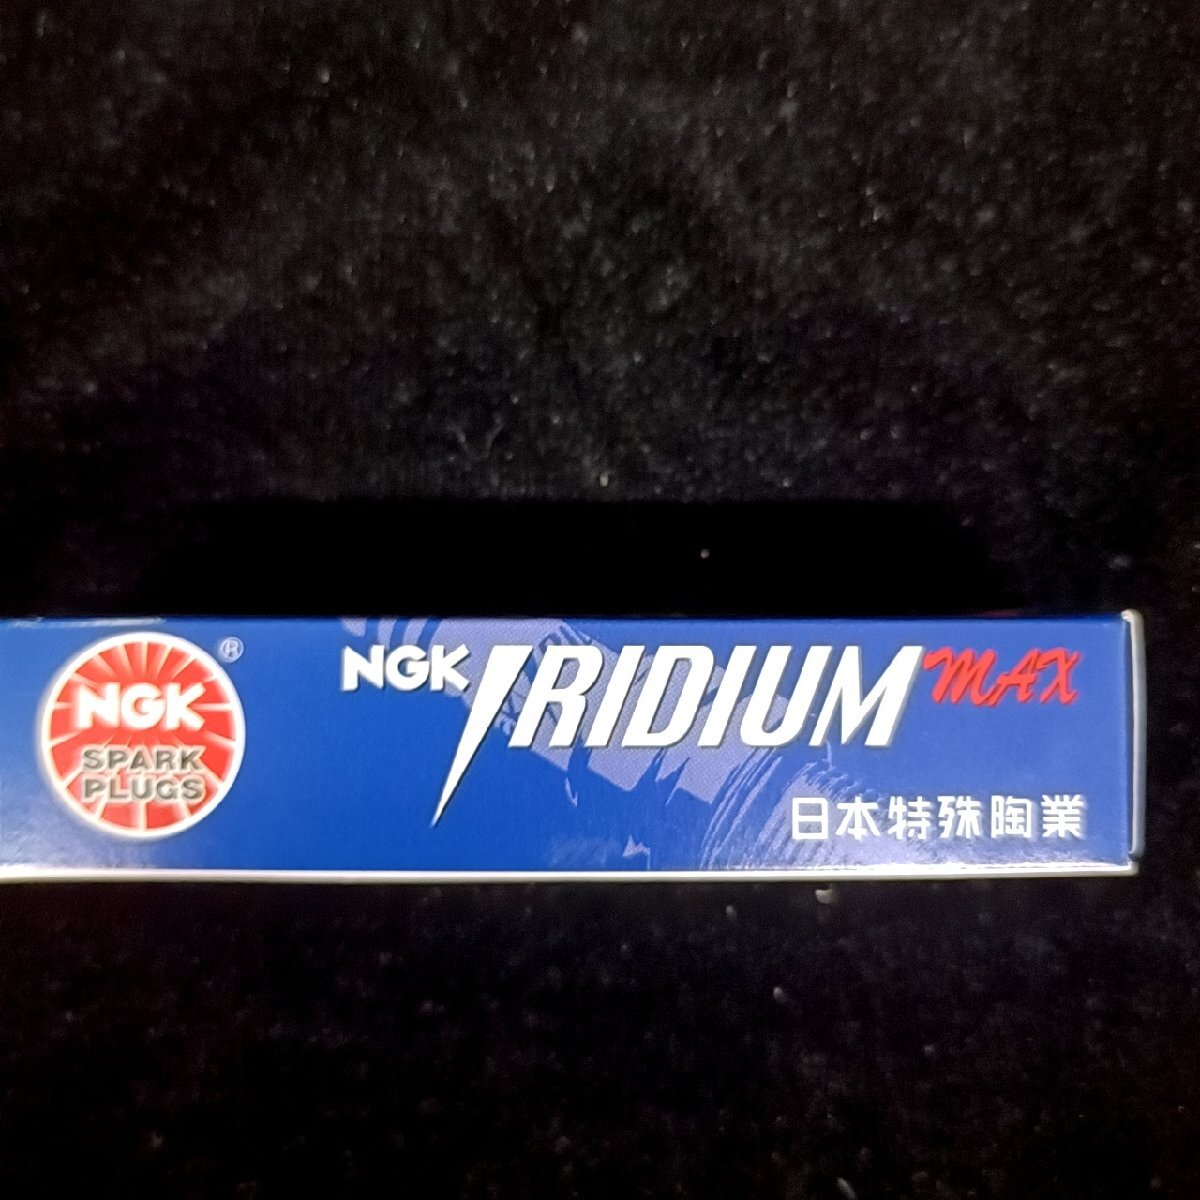 NGK
SPARK
PLUGS
®
NGK IRIDIUM MAX
日本特殊陶業